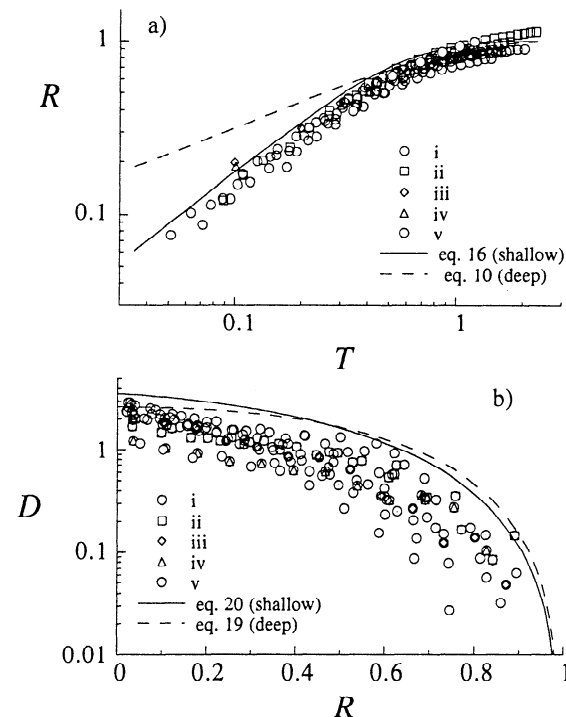 a)
1
R
0.1
i
ii
iii
iv
v
eq. 16 (shallow)
eq. 10 (deep)
0.1 1
T
b)
1
D
0.1
0.01
i
ii
iii
iv
v
eq. 20 (shallow)
eq. 19 (deep)
0 0.2 0.4 0.6 0.8 1
R